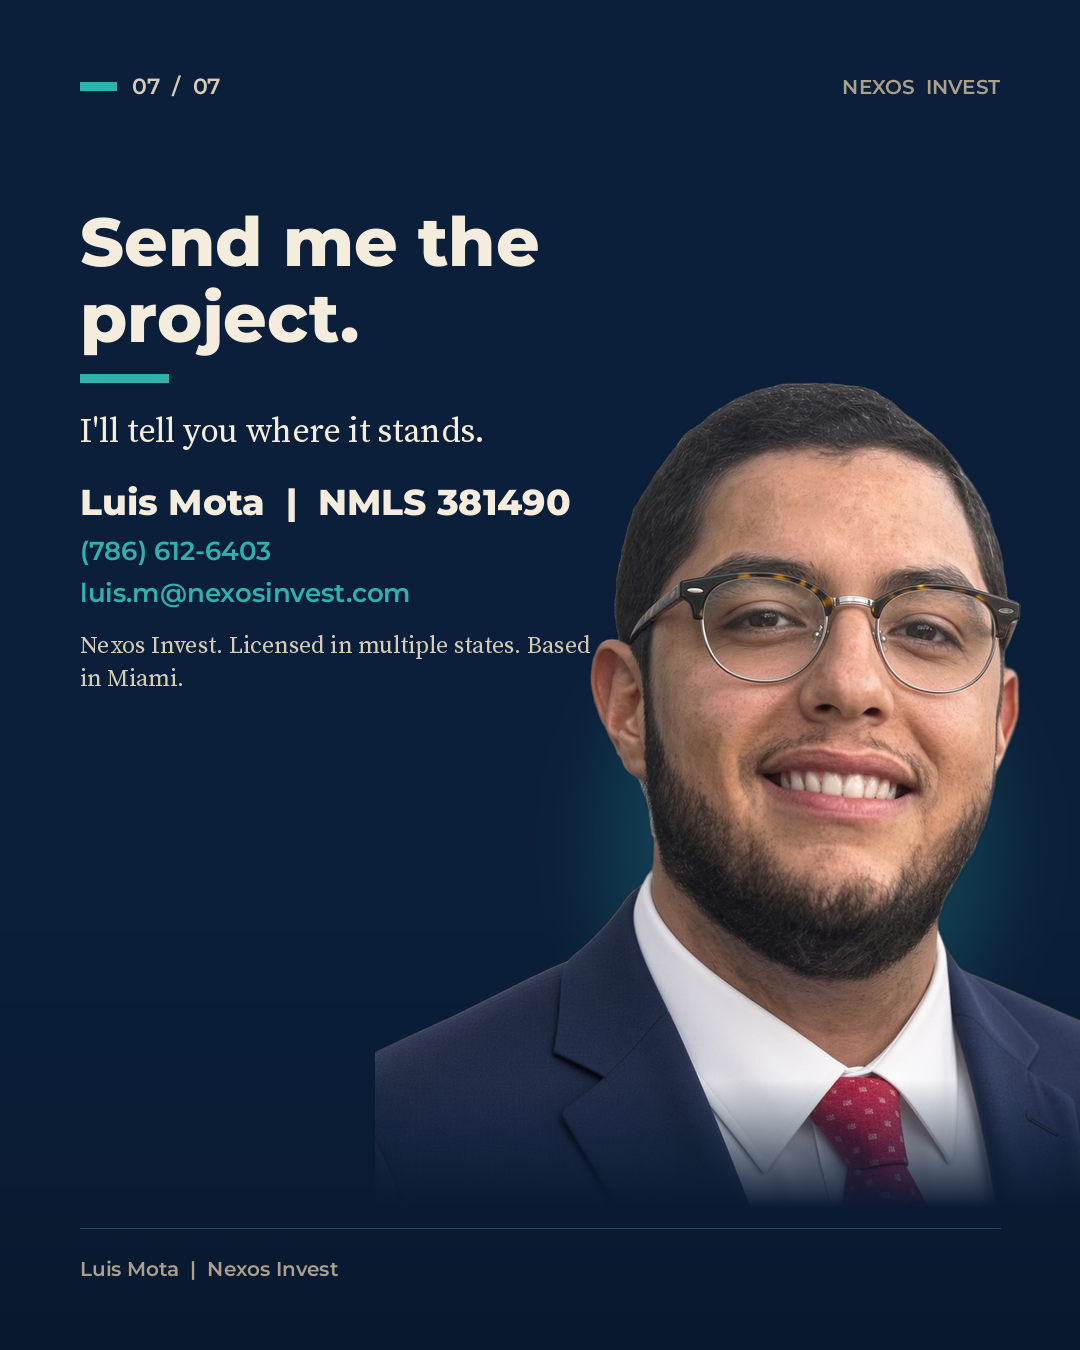 07 / 07
NEXOS INVEST
Send me the
project.
I'll tell you where it stands.
Luis Mota | NMLS 381490
(786) 612-6403
luis.m@nexosinvest.com
Nexos Invest. Licensed in multiple states. Based
in Miami.
Luis Mota | Nexos Invest